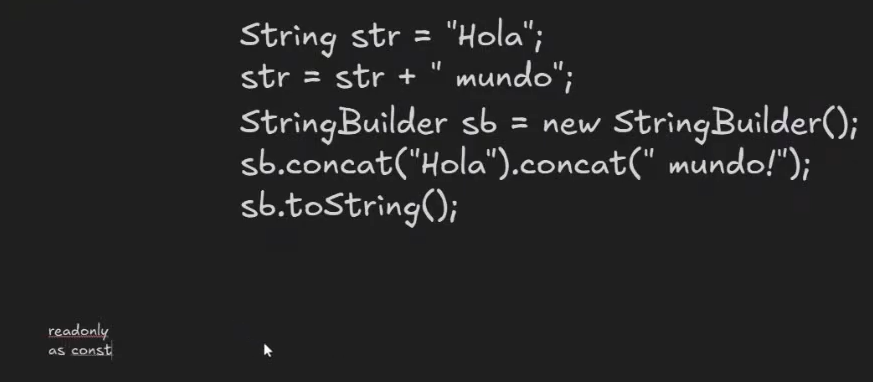 String str = "Hola";
str = str + " mundo";
StringBuilder sb = new StringBuilder();
sb.concat("Hola").concat(" mundo!");
sb.toString();
readonly
as const